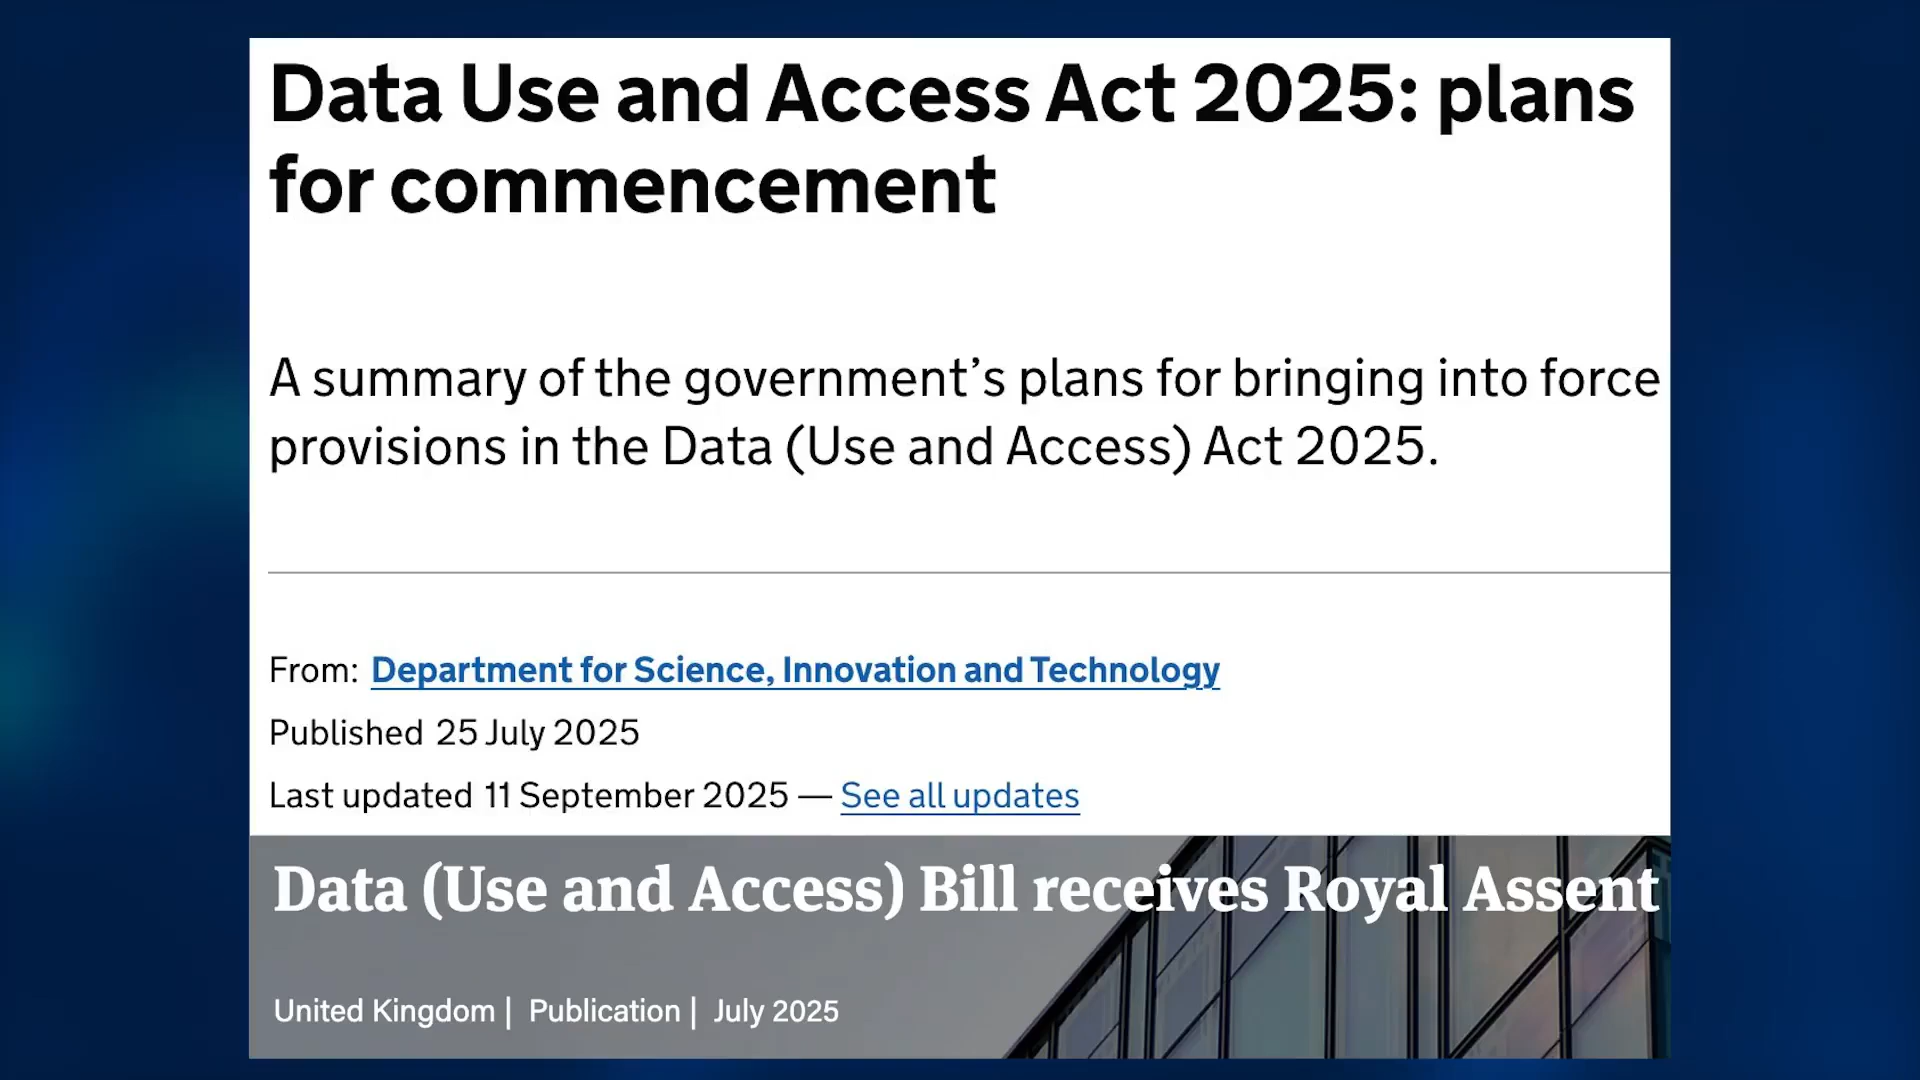 Data Use and Access Act 2025: plans
for commencement
A summary of the government’s plans for bringing into force
provisions in the Data (Use and Access) Act 2025.
From: Department for Science, Innovation and Technology
Published 25 July 2025
Last updated 11 September 2025 — See all updates
Data (Use and Access) Bill receives Royal Assent
United Kingdom | Publication | July 2025